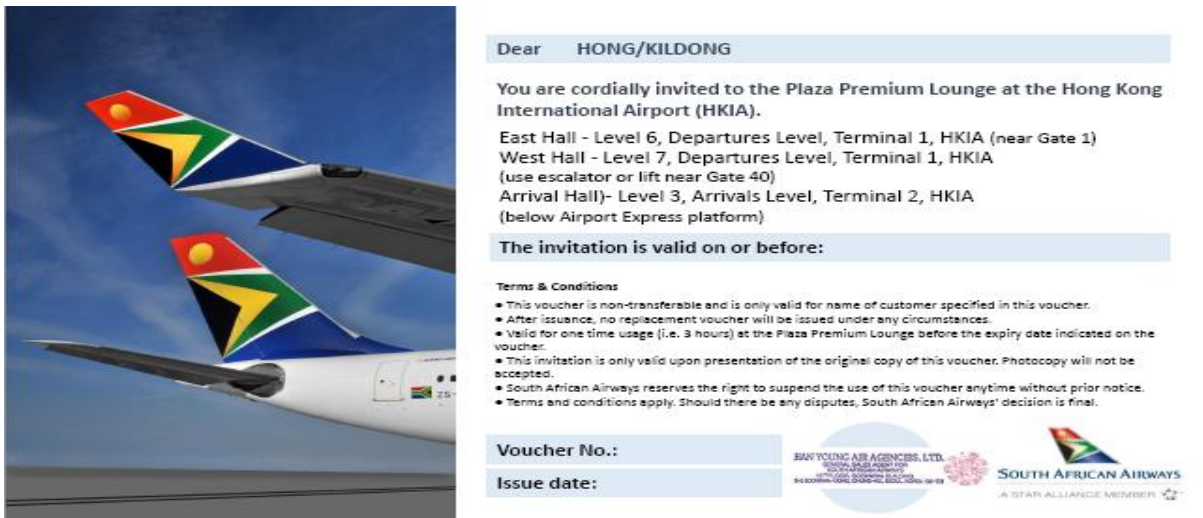 Dear HONG/KILDONG
You are cordially invited to the Plaza Premium Lounge at the Hong Kong
International Airport (HKIA).
East Hall - Level 6, Departures Level, Terminal 1, HKIA (near Gate 1)
West Hall - Level 7, Departures Level, Terminal 1, HKIA
(use escalator or lift near Gate 40)
Arrival Hall)- Level 3, Arrivals Level, Terminal 2, HKIA
(below Airport Express platform)
The invitation is valid on or before:
Terms & Conditions
• This voucher is non-transferable and is only valid for name of customer specified in this voucher.
• After issuance, no replacement voucher will be issued under any circumstances.
• Valid for one time usage (i.e. 3 hours) at the Plaza Premium Lounge before the expiry date indicated on the
voucher.
• This invitation is only valid upon presentation of the original copy of this voucher. Photocopy will not be
accepted.
• South African Airways reserves the right to suspend the use of this voucher anytime without prior notice.
• Terms and conditions apply. Should there be any disputes, South African Airways' decision is final.
Voucher No.:
Issue date:
HAN YOUNG AIR AGENCIES, LTD.
GENERAL SALES AGENT FOR
SOUTH AFRICAN AIRWAYS
SOUTH AFRICAN AIRWAYS
A STAR ALLIANCE MEMBER
ZS-